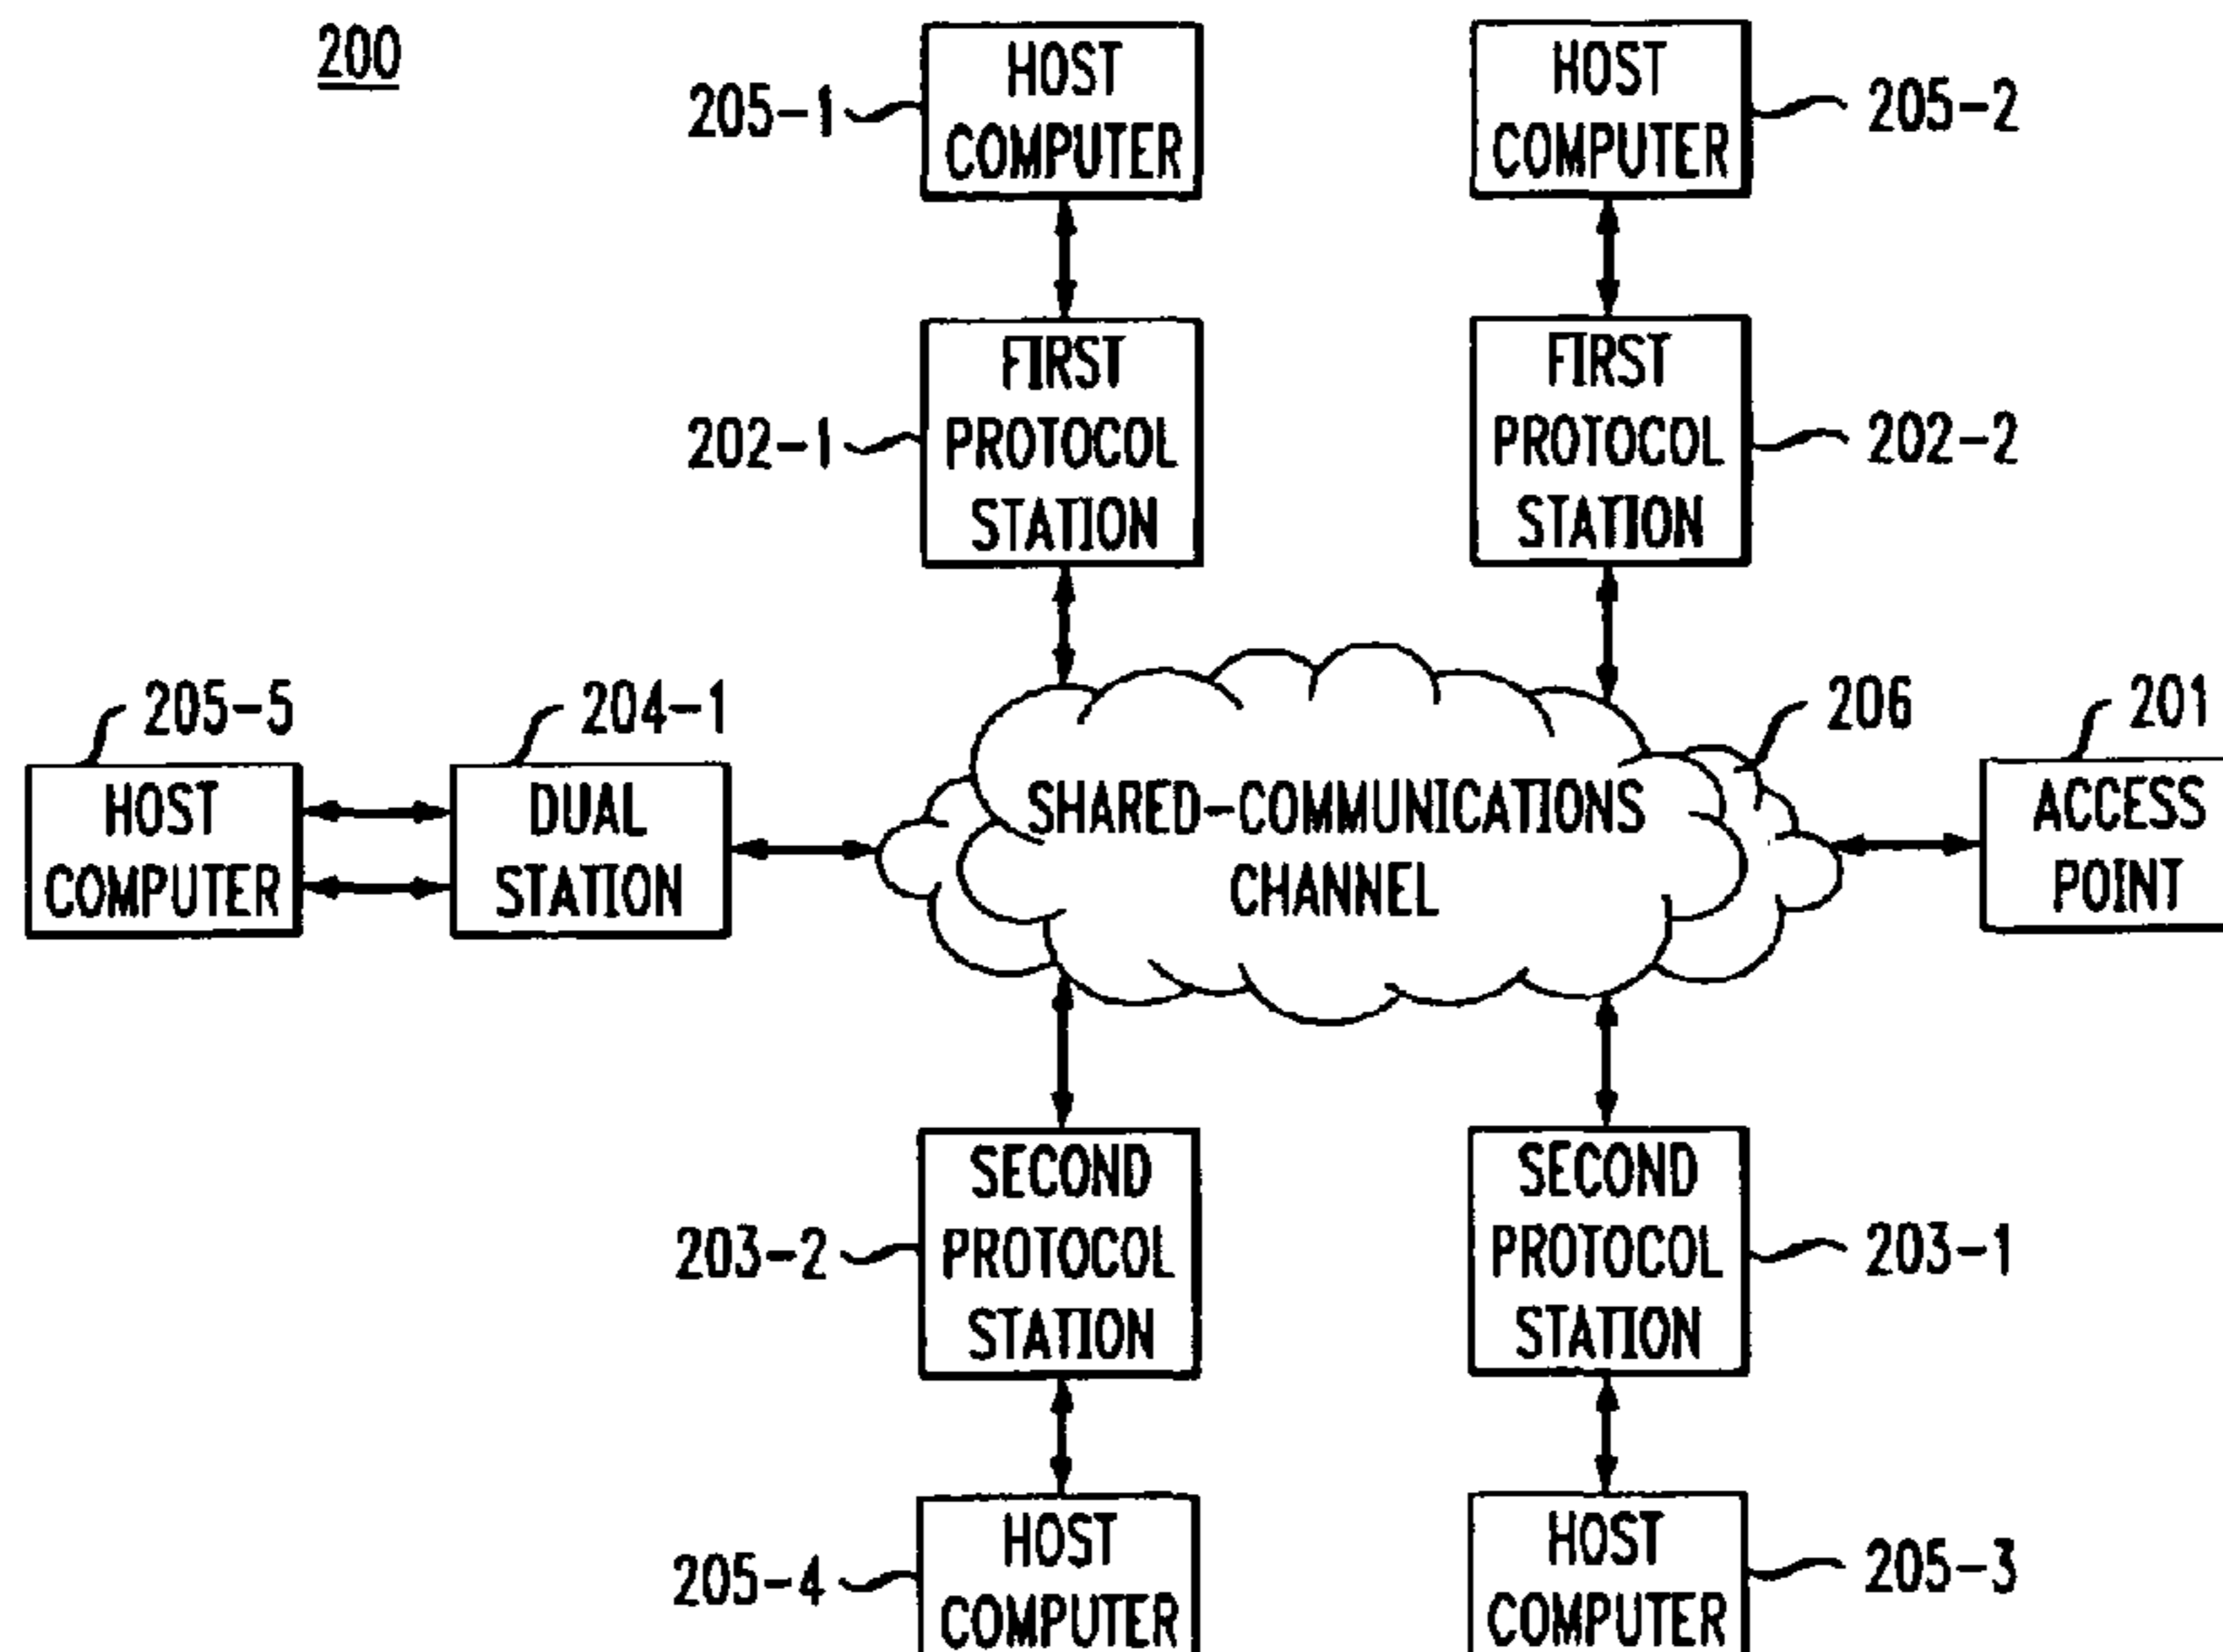 200
HOST
COMPUTER
205-1
HOST
COMPUTER
205-2
FIRST
PROTOCOL
STATION
202-1
FIRST
PROTOCOL
STATION
202-2
205-5
HOST
COMPUTER
204-1
DUAL
STATION
SHARED-COMMUNICATIONS
CHANNEL
206
201
ACCESS
POINT
SECOND
PROTOCOL
STATION
203-2
SECOND
PROTOCOL
STATION
203-1
HOST
COMPUTER
205-4
HOST
COMPUTER
205-3